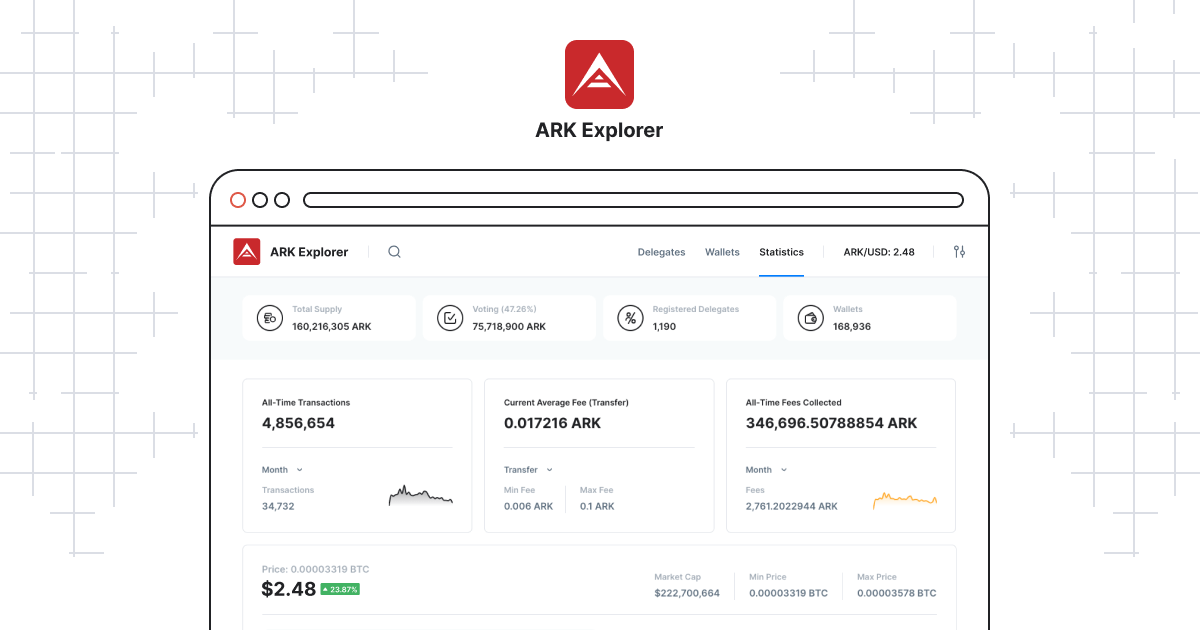 ARK Explorer
ARK Explorer
Delegates
Wallets
Statistics
ARK/USD: 2.48
Total Supply
160,216,305 ARK
Voting (47.26%)
75,718,900 ARK
Registered Delegates
1,190
Wallets
168,936
All-Time Transactions
4,856,654
Month
Transactions
34,732
Current Average Fee (Transfer)
0.017216 ARK
Transfer
Min Fee
0.006 ARK
Max Fee
0.1 ARK
All-Time Fees Collected
346,696.50788854 ARK
Month
Fees
2,761.2022944 ARK
Price: 0.00003319 BTC
$2.48
23.87%
Market Cap
$222,700,664
Min Price
0.00003319 BTC
Max Price
0.00003578 BTC